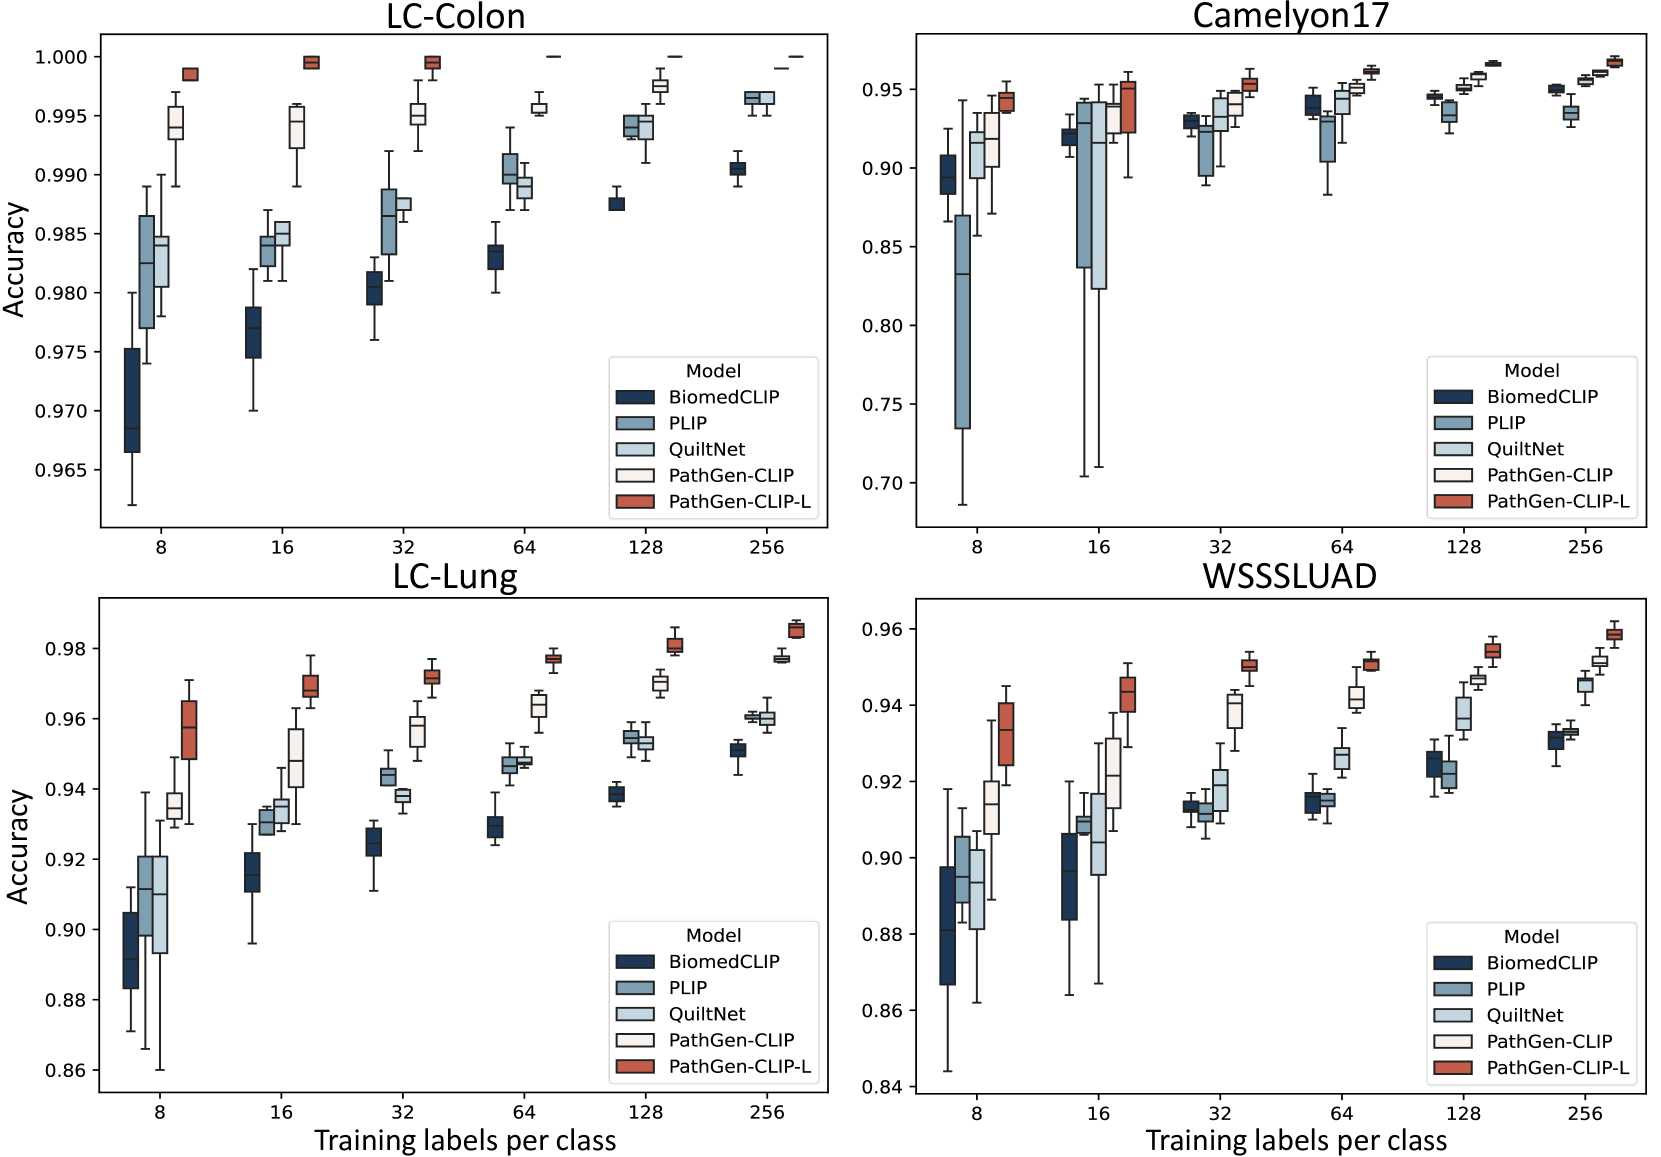 LC-Colon
Accuracy
1.000
0.995
0.990
0.985
0.980
0.975
0.970
0.965
8 16 32 64 128 256
Model
BiomedCLIP
PLIP
QuiltNet
PathGen-CLIP
PathGen-CLIP-L
Camelyon17
0.95
0.90
0.85
0.80
0.75
0.70
8 16 32 64 128 256
Model
BiomedCLIP
PLIP
QuiltNet
PathGen-CLIP
PathGen-CLIP-L
LC-Lung
Accuracy
0.98
0.96
0.94
0.92
0.90
0.88
0.86
8 16 32 64 128 256
Training labels per class
Model
BiomedCLIP
PLIP
QuiltNet
PathGen-CLIP
PathGen-CLIP-L
WSSSLUAD
0.96
0.94
0.92
0.90
0.88
0.86
0.84
8 16 32 64 128 256
Training labels per class
Model
BiomedCLIP
PLIP
QuiltNet
PathGen-CLIP
PathGen-CLIP-L